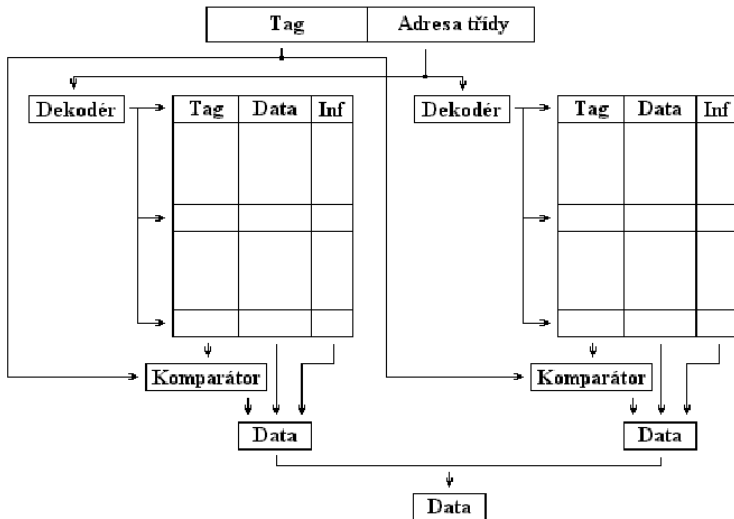 Tag Adresa třídy
Dekodér Tag Data Inf Dekodér Tag Data Inf
Komparátor Komparátor
Data Data
Data